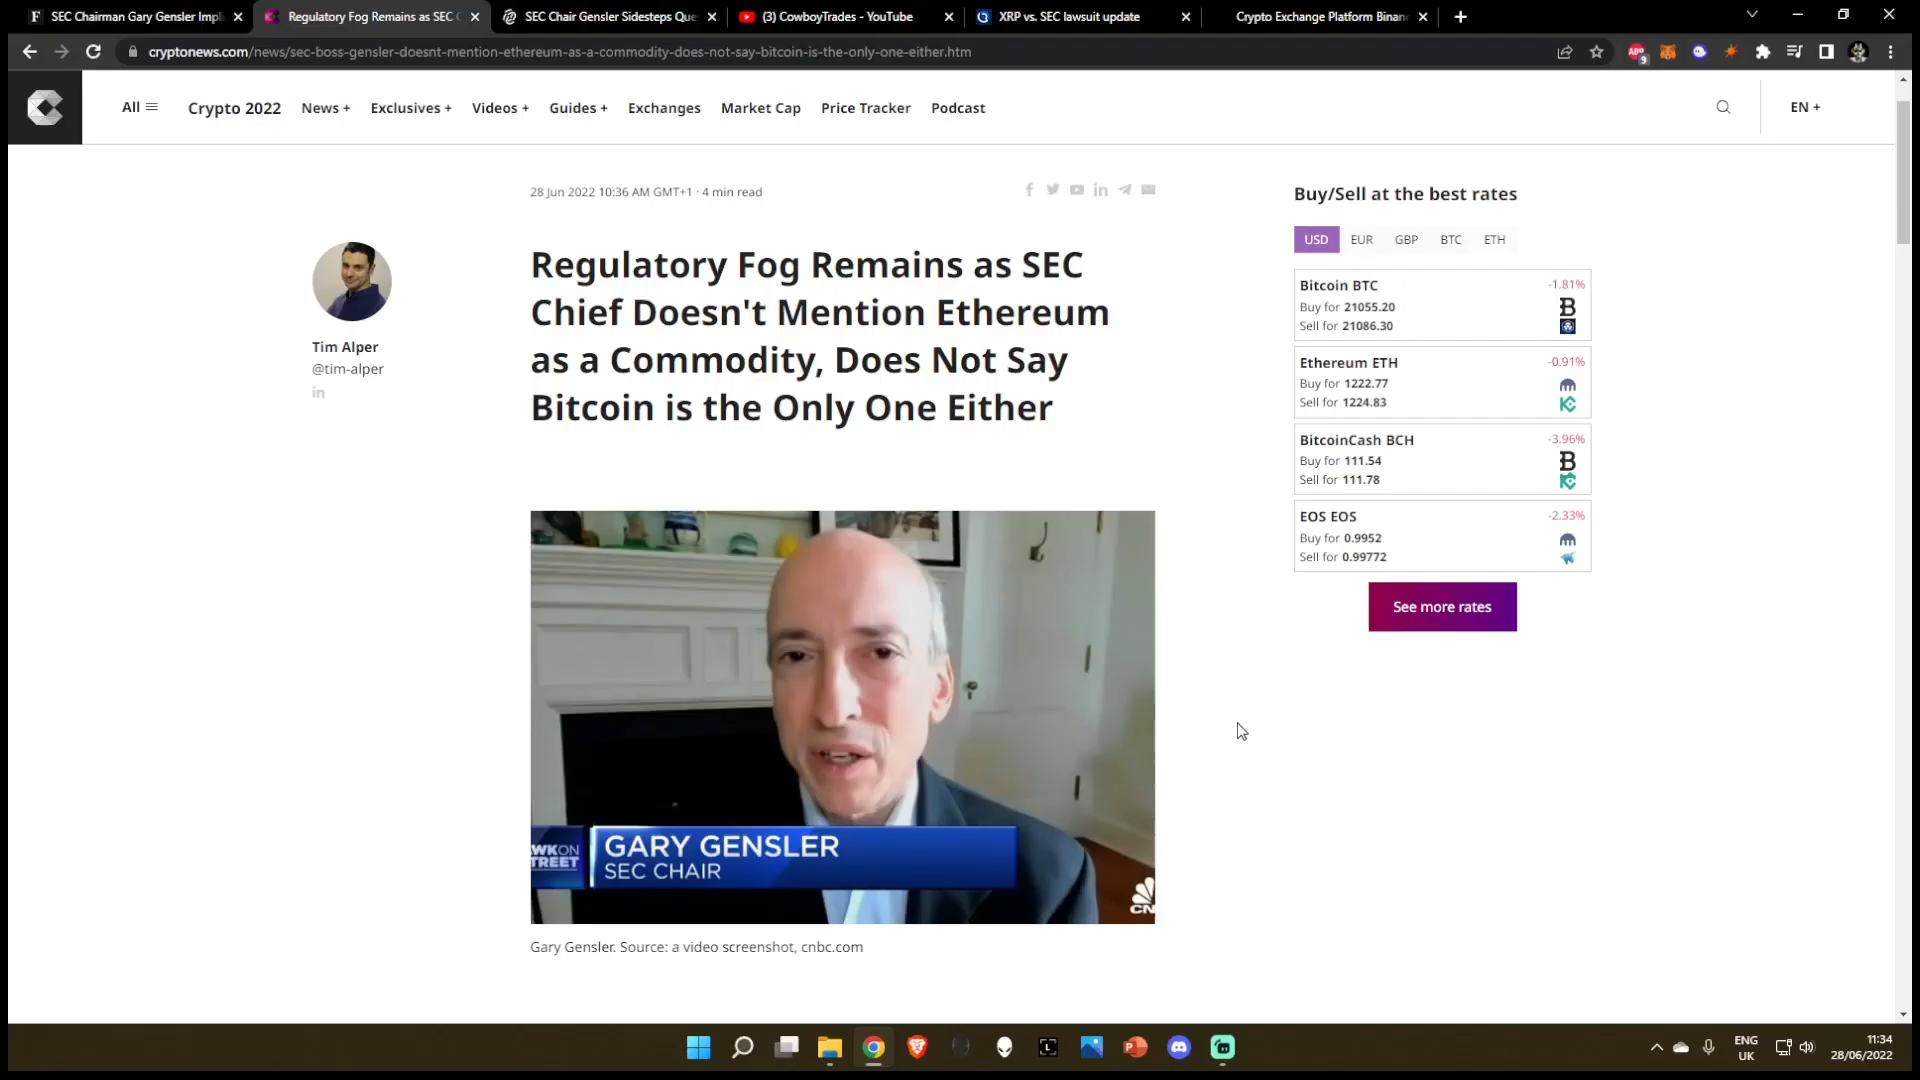 SEC Chairman Gary Gensler Impli
Regulatory Fog Remains as SEC C
SEC Chair Gensler Sidesteps Que
(3) CowboyTrades - YouTube
XRP vs. SEC lawsuit update
Crypto Exchange Platform Binan
cryptonews.com/news/sec-boss-gensler-doesnt-mention-ethereum-as-a-commodity-does-not-say-bitcoin-is-the-only-one-either.htm
9
All
Crypto 2022
News +
Exclusives +
Videos +
Guides +
Exchanges
Market Cap
Price Tracker
Podcast
EN +
28 Jun 2022 10:36 AM GMT+1 · 4 min read
Tim Alper
@tim-alper
Regulatory Fog Remains as SEC
Chief Doesn't Mention Ethereum
as a Commodity, Does Not Say
Bitcoin is the Only One Either
WKON
TREET
GARY GENSLER
SEC CHAIR
CN
Gary Gensler. Source: a video screenshot, cnbc.com
Buy/Sell at the best rates
USD EUR GBP BTC ETH
Bitcoin BTC -1.81%
Buy for 21055.20
Sell for 21086.30
Ethereum ETH -0.91%
Buy for 1222.77
Sell for 1224.83
BitcoinCash BCH -3.96%
Buy for 111.54
Sell for 111.78
EOS EOS -2.33%
Buy for 0.9952
Sell for 0.99772
See more rates
ENG
UK
11:34
28/06/2022